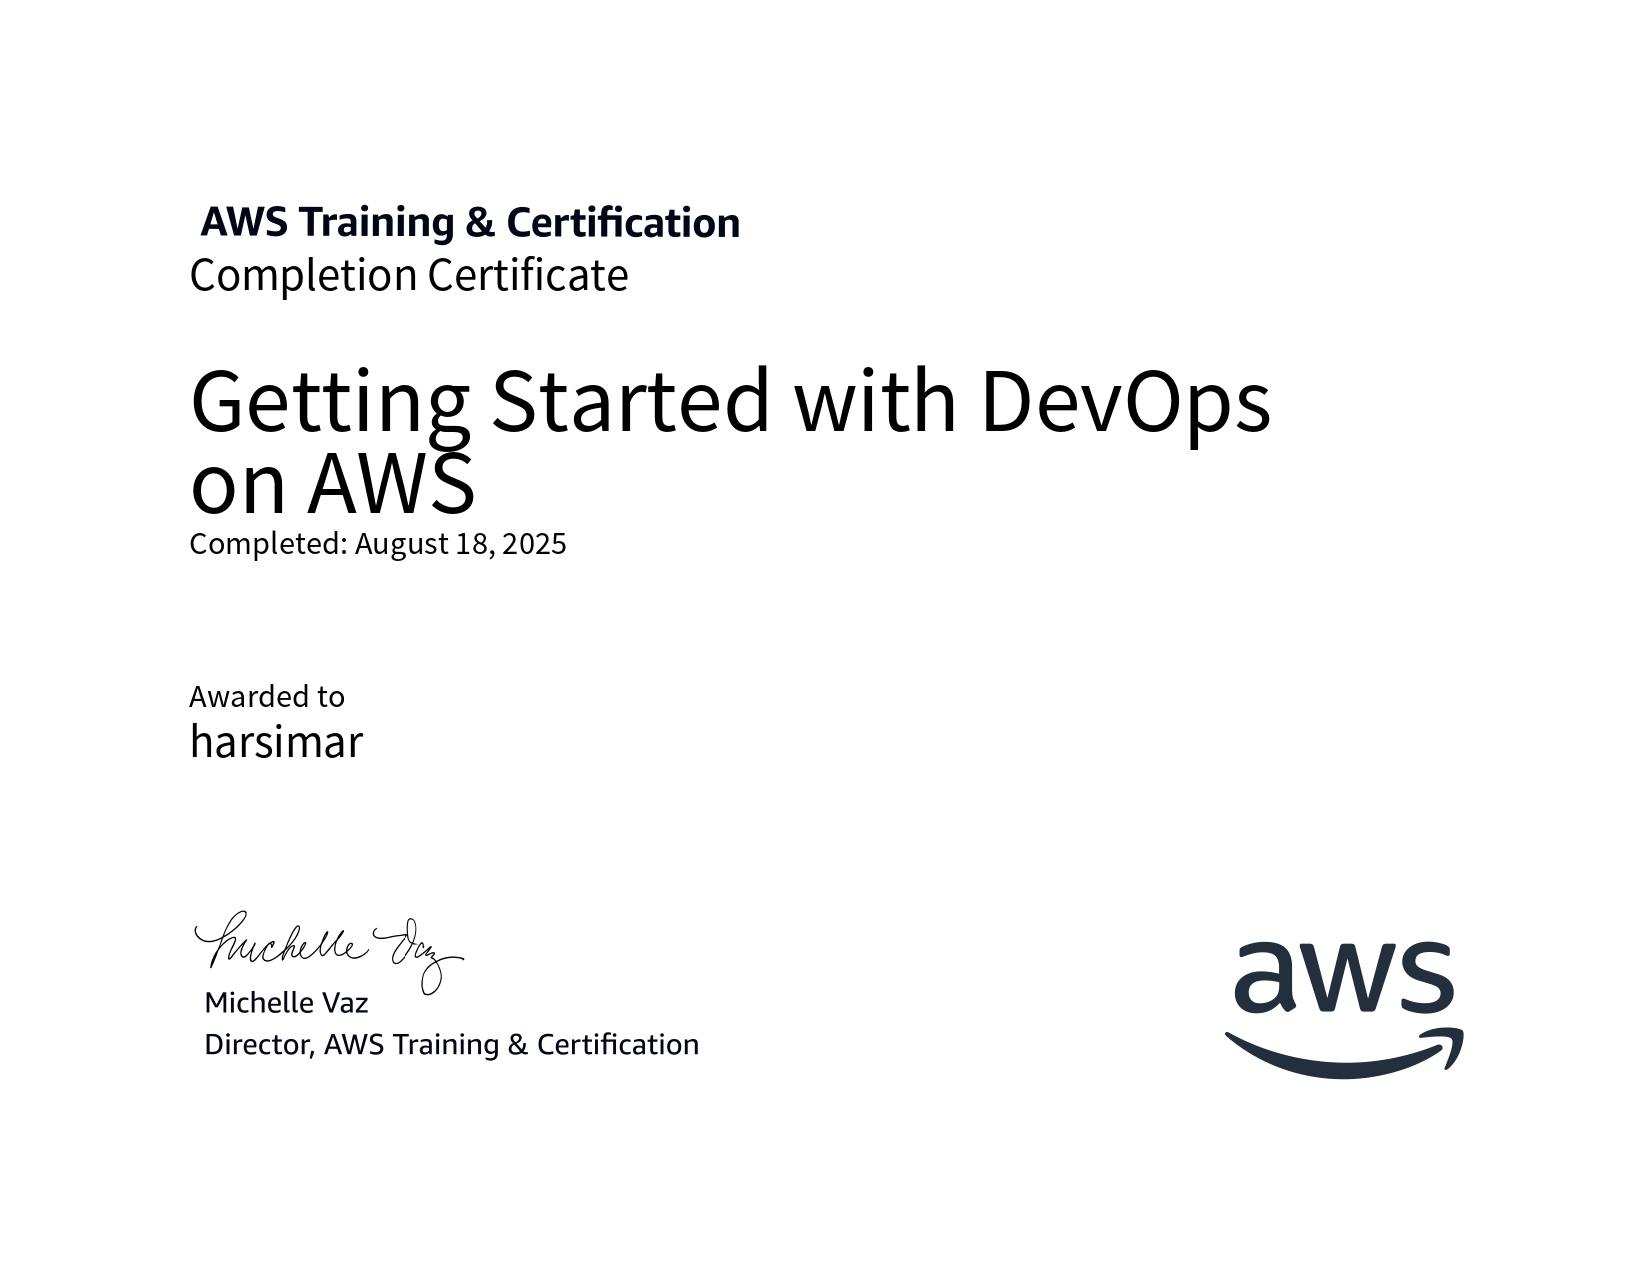 AWS Training & Certification
Completion Certificate
Getting Started with DevOps
on AWS
Completed: August 18, 2025
Awarded to
harsimar
Michelle Vaz
Michelle Vaz
Director, AWS Training & Certification
aws